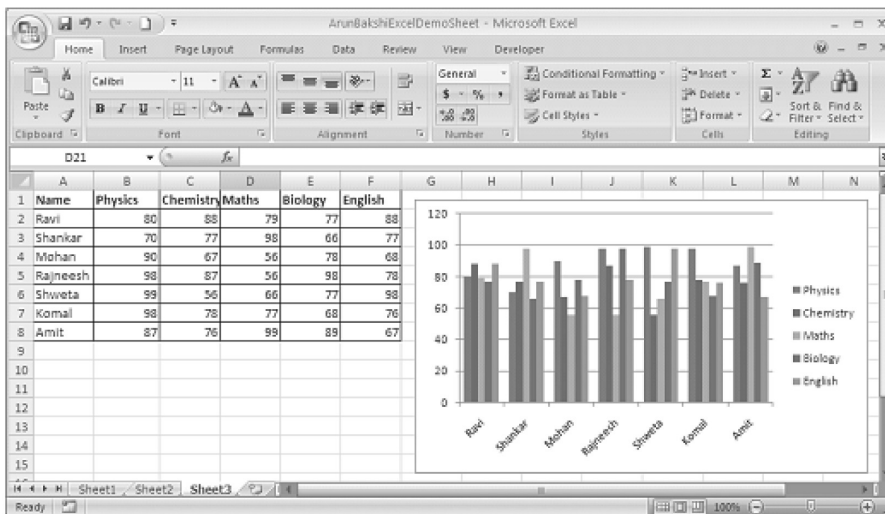 ArunBakshiExcelDemoSheet - Microsoft Excel
Home Insert Page Layout Formulas Data Review View Developer
Calibri 11 A A General Conditional Formatting Insert Σ
Paste B I U A $ % , Format as Table Delete Sort & Find &
.0 .00 .00 .0 Cell Styles Format Filter Select
Clipboard Font Alignment Number Styles Cells Editing
D21 fx
A B C D E F G H I J K L M N
1 Name Physics Chemistry Maths Biology English
2 Ravi 80 88 79 77 88
3 Shankar 70 77 98 66 77
4 Mohan 90 67 56 78 68
5 Rajneesh 98 87 56 98 78
6 Shweta 99 56 66 77 98
7 Komal 98 78 77 68 76
8 Amit 87 76 99 89 67
9
10
11
12
13
14
15
120
100
80
60
40
20
0
Ravi Shankar Mohan Rajneesh Shweta Komal Amit
Physics
Chemistry
Maths
Biology
English
Sheet1 Sheet2 Sheet3
Ready 100%